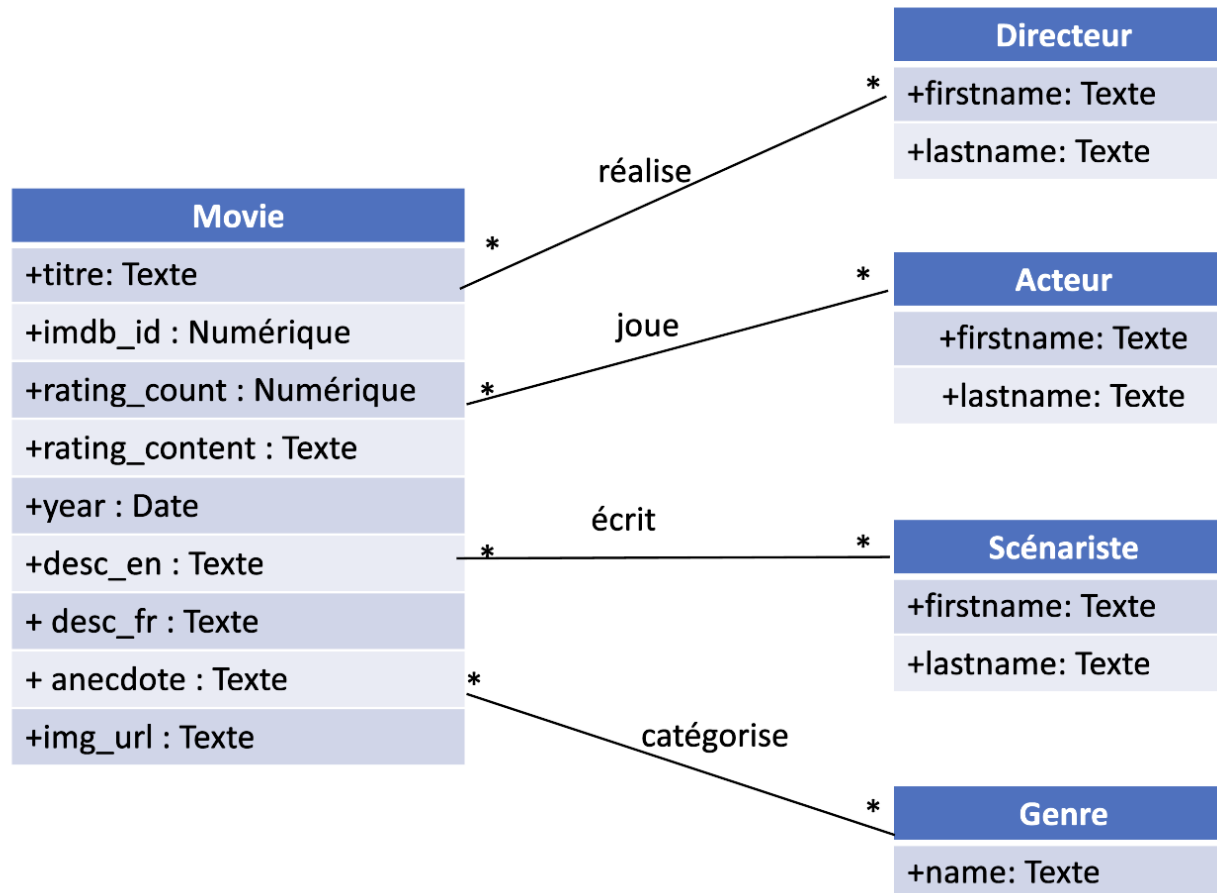 Directeur
+firstname: Texte
+lastname: Texte
*
réalise
*
Movie
+titre: Texte
+imdb_id : Numérique
+rating_count : Numérique
+rating_content : Texte
+year : Date
+desc_en : Texte
+ desc_fr : Texte
+ anecdote : Texte
+img_url : Texte
Acteur
+firstname: Texte
+lastname: Texte
*
joue
*
écrit
*
*
Scénariste
+firstname: Texte
+lastname: Texte
*
catégorise
*
Genre
+name: Texte